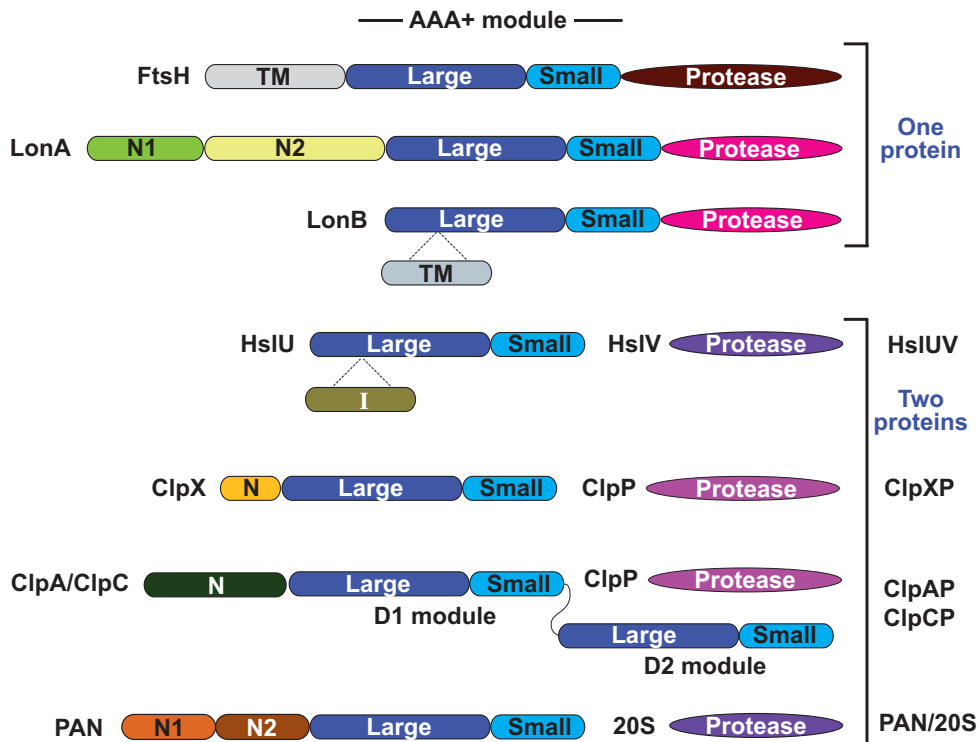 AAA+ module
FtsH TM Large Small Protease
LonA N1 N2 Large Small Protease
One
protein
LonB Large Small Protease
TM
HslU Large Small HslV Protease HslUV
I
Two
proteins
ClpX N Large Small ClpP Protease ClpXP
ClpA/ClpC N Large Small ClpP Protease ClpAP
D1 module ClpCP
Large Small
D2 module
PAN N1 N2 Large Small 20S Protease PAN/20S